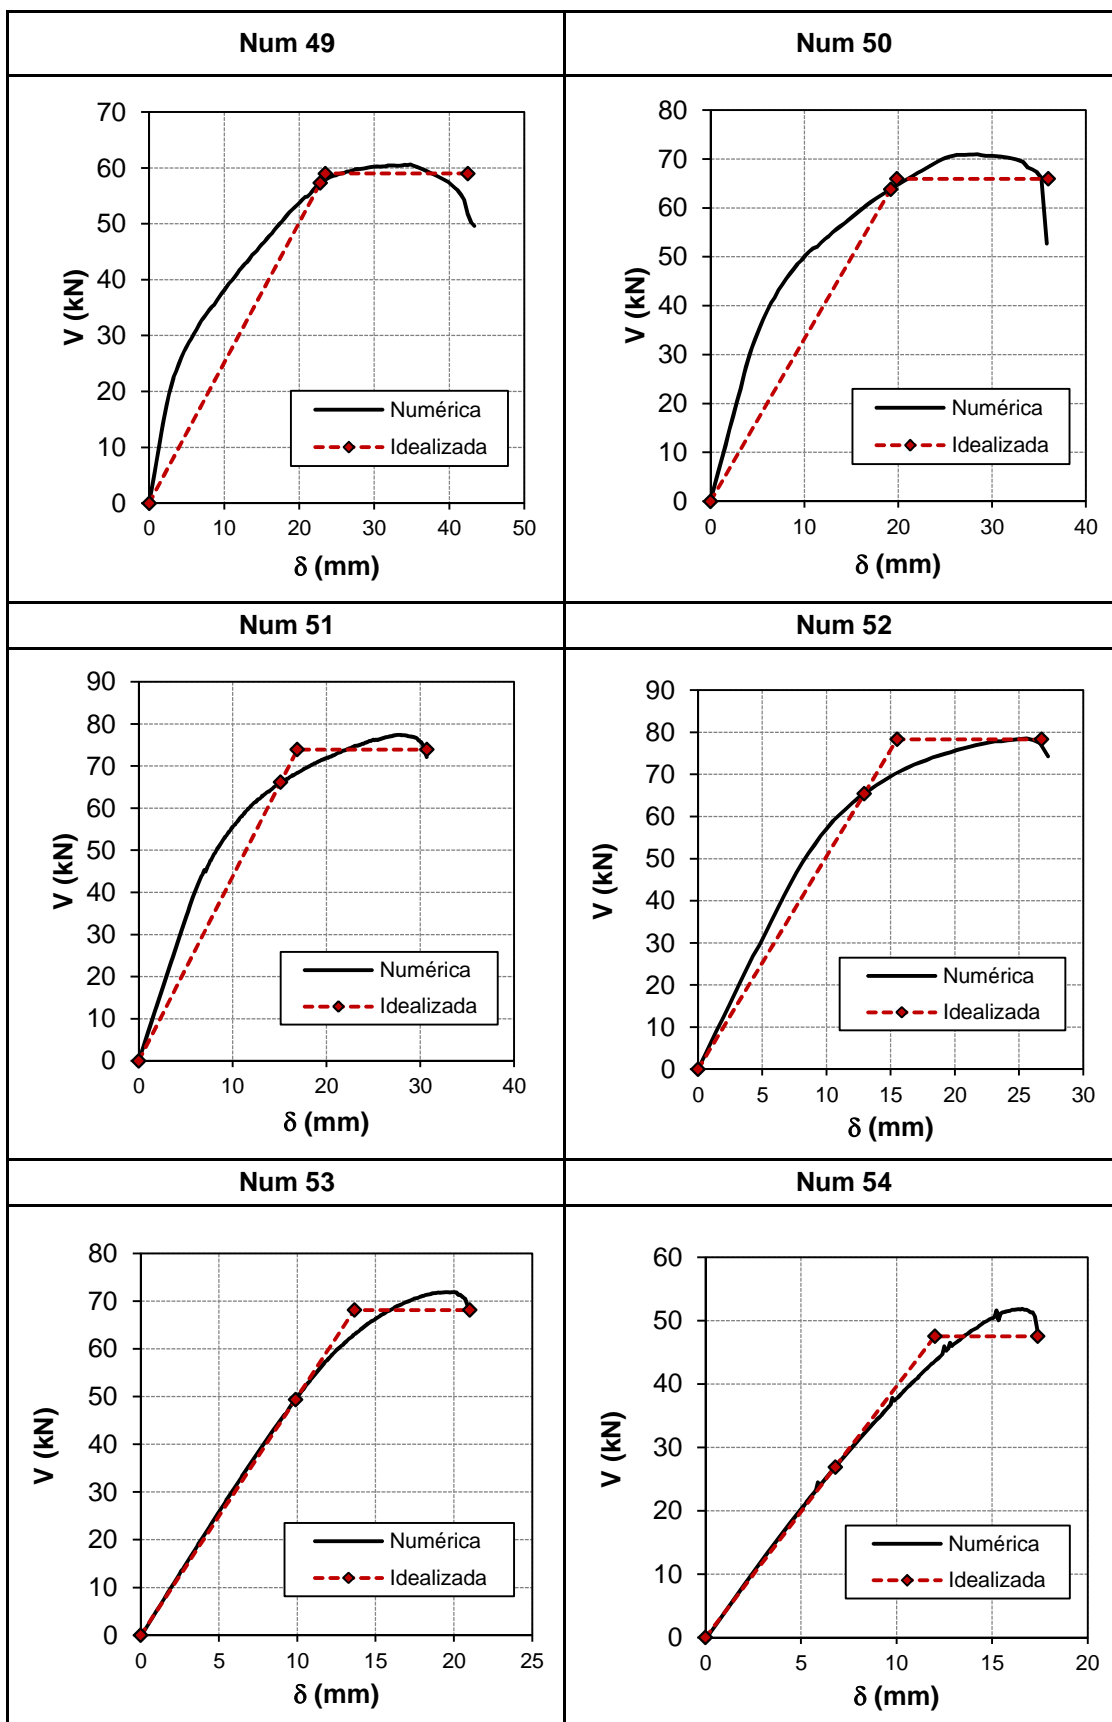 Num 49
Num 50
70
60
50
40
30
20
10
0
V (kN)
Numérica
Idealizada
0 10 20 30 40 50
δ (mm)
80
70
60
50
40
30
20
10
0
V (kN)
Numérica
Idealizada
0 10 20 30 40
δ (mm)
Num 51
Num 52
90
80
70
60
50
40
30
20
10
0
V (kN)
Numérica
Idealizada
0 10 20 30 40
δ (mm)
90
80
70
60
50
40
30
20
10
0
V (kN)
Numérica
Idealizada
0 5 10 15 20 25 30
δ (mm)
Num 53
Num 54
80
70
60
50
40
30
20
10
0
V (kN)
Numérica
Idealizada
0 5 10 15 20 25
δ (mm)
60
50
40
30
20
10
0
V (kN)
Numérica
Idealizada
0 5 10 15 20
δ (mm)